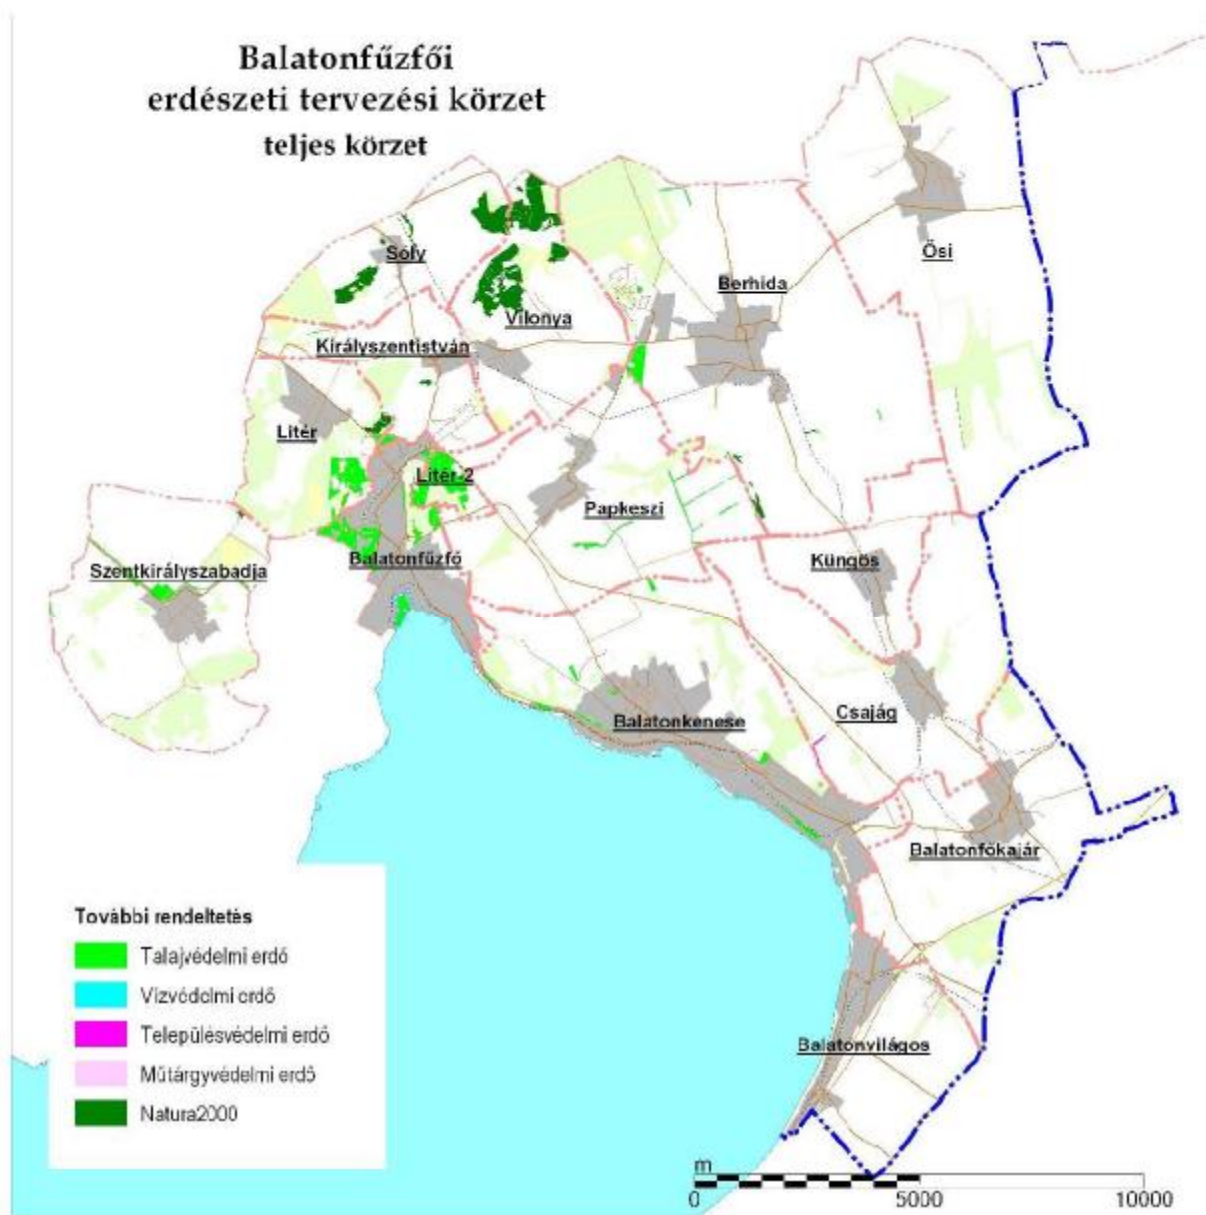 Balatonfűzfői
erdészeti tervezési körzet
teljes körzet
Ősi
Sóly
Berhida
Vilonya
Királyszentistván
Litér
Litér-2
Papkeszi
Balatonfűzfő
Küngös
Szentkirályszabadja
Csajág
Balatonkenese
Balatonfőkajár
Balatonvilágos
További rendeltetés
Talajvédelmi erdő
Vízvédelmi erdő
Településvédelmi erdő
Műtárgyvédelmi erdő
Natura2000
m
0 5000 10000